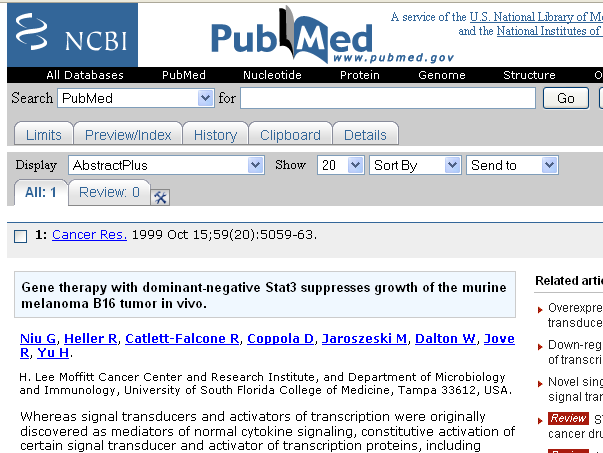 NCBI
PubMed
www.pubmed.gov
A service of the U.S. National Library of
and the National Institutes of
All Databases PubMed Nucleotide Protein Genome Structure
Search PubMed for Go
Limits Preview/Index History Clipboard Details
Display AbstractPlus Show 20 Sort By Send to
All: 1 Review: 0
1: Cancer Res. 1999 Oct 15;59(20):5059-63.
Gene therapy with dominant-negative Stat3 suppresses growth of the murine
melanoma B16 tumor in vivo.
Niu G, Heller R, Catlett-Falcone R, Coppola D, Jaroszeski M, Dalton W, Jove
R, Yu H.
H. Lee Moffitt Cancer Center and Research Institute, and Department of Microbiology
and Immunology, University of South Florida College of Medicine, Tampa 33612, USA.
Whereas signal transducers and activators of transcription were originally
discovered as mediators of normal cytokine signaling, constitutive activation of
certain signal transducer and activator of transcription proteins, including
Related artic
Overexpre
transduce
Down-reg
of transcri
Novel sing
signal tran
Review S
cancer dru
Review